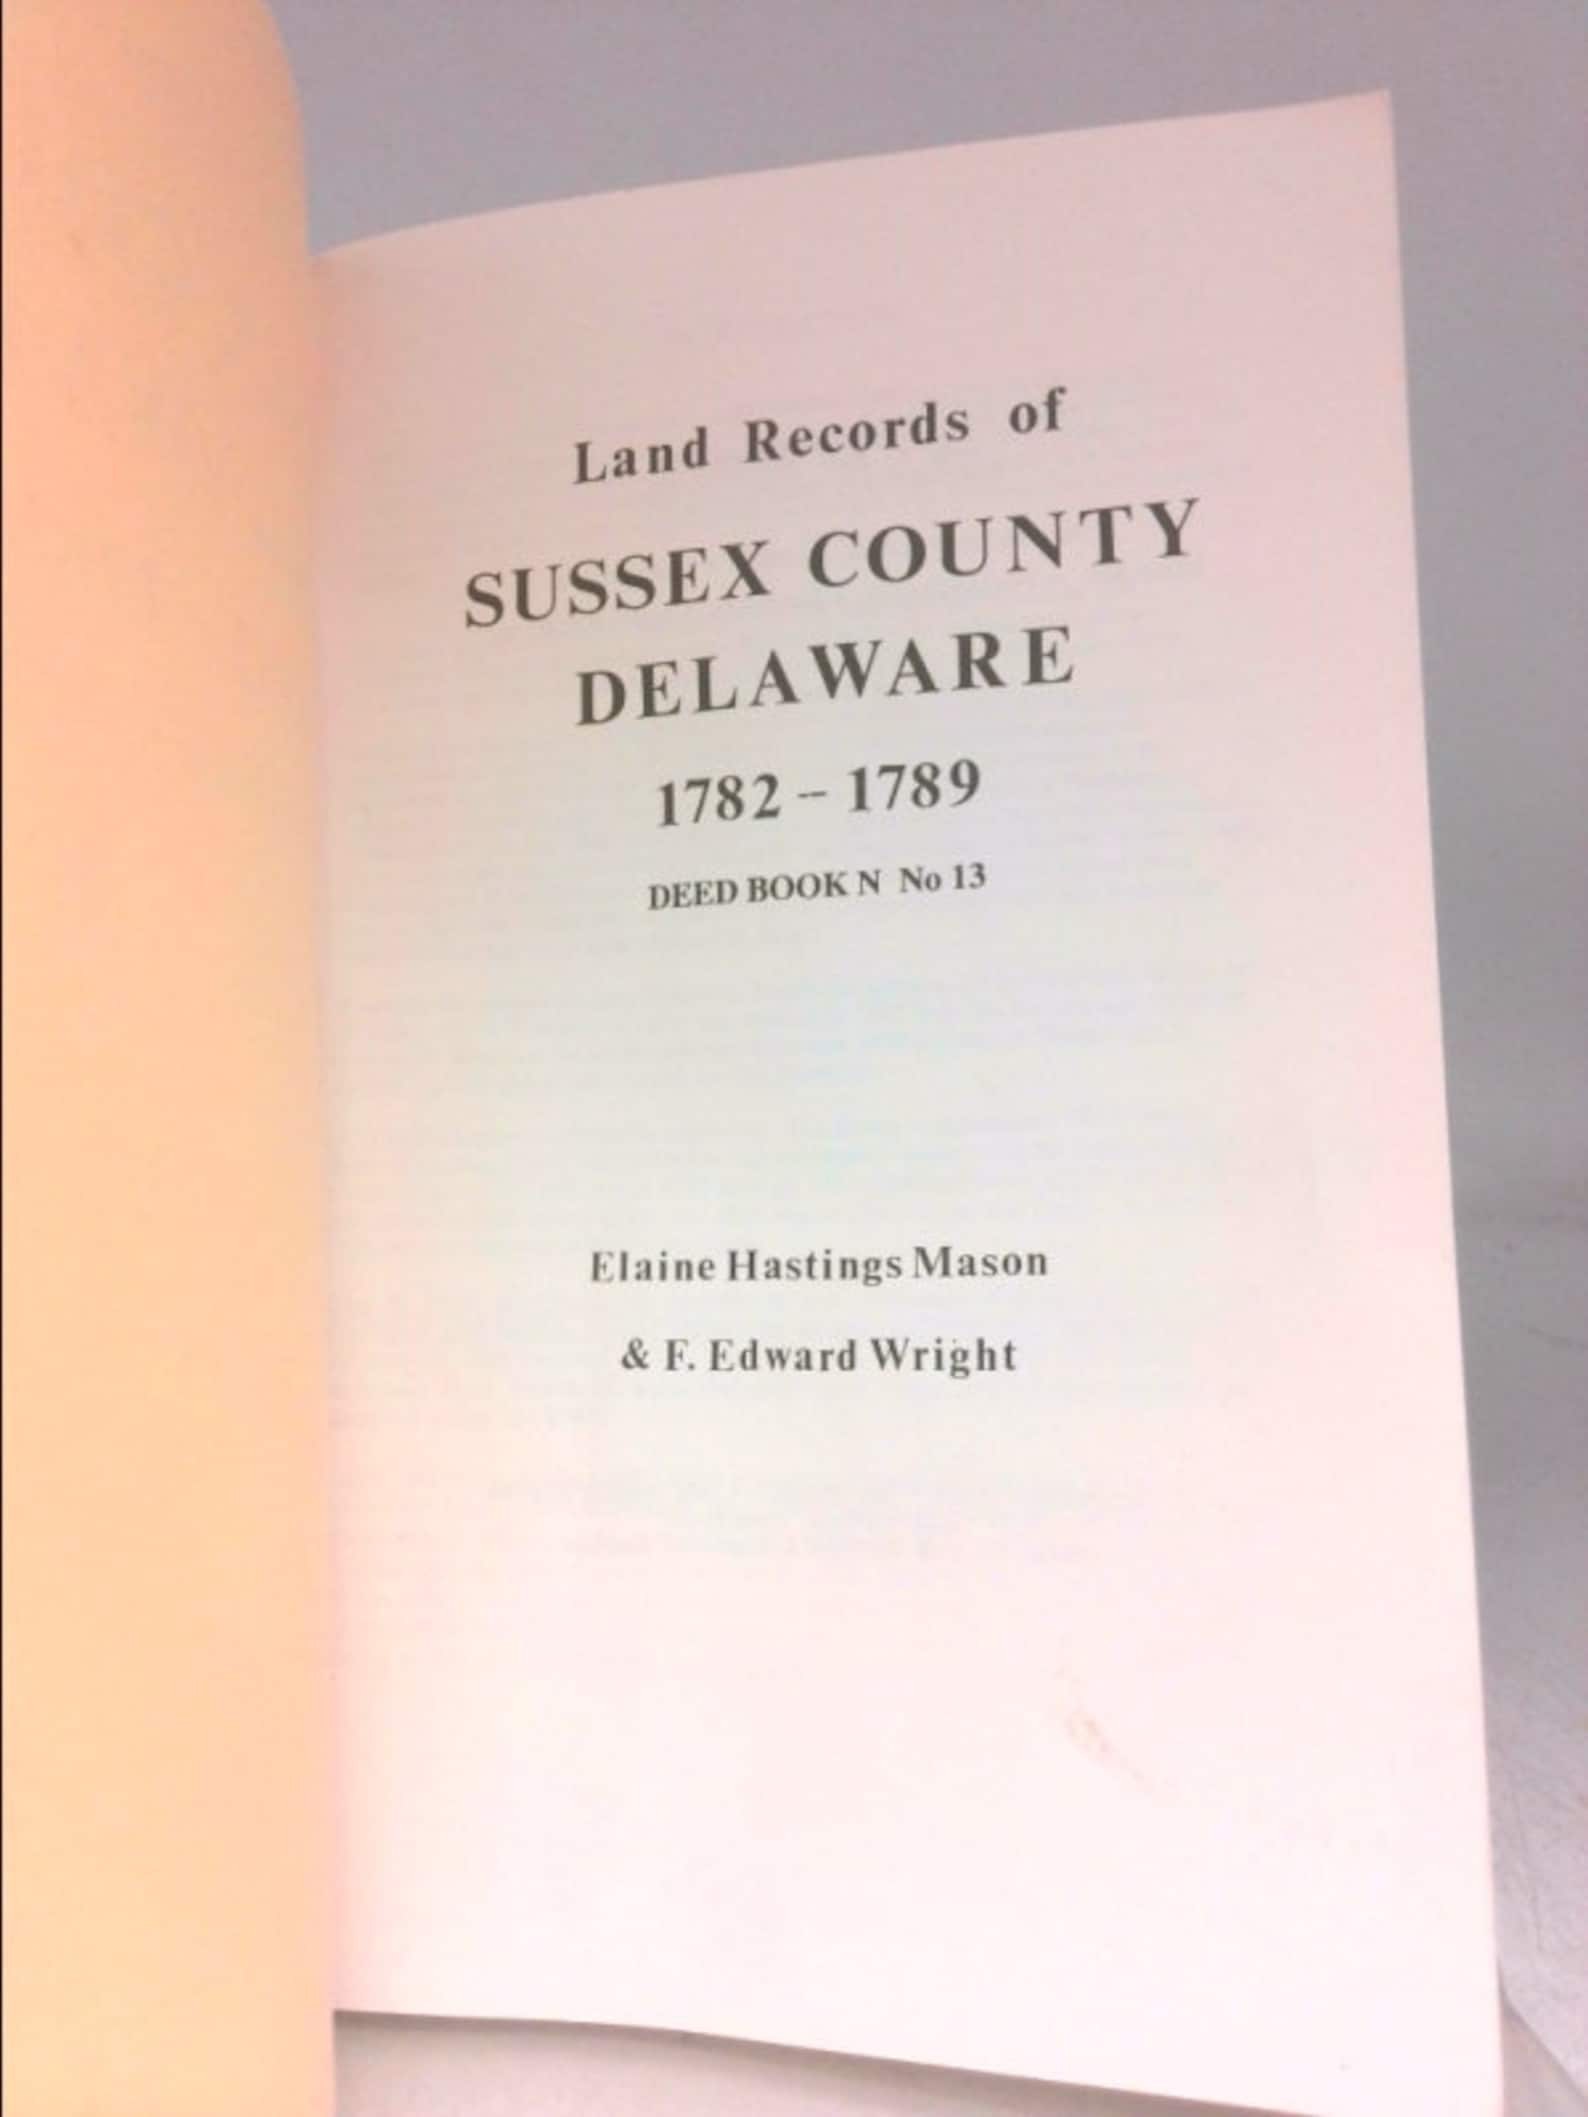 Land Records of
SUSSEX COUNTY
DELAWARE
1782 – 1789
DEED BOOK N No 13
Elaine Hastings Mason
& F. Edward Wright